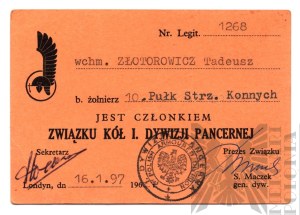 Nr. Legit. 1268
wchm. ZŁOTOROWICZ Tadeusz
b. żołnierz 10. Pułk Strz. Konnych
JEST CZŁONKIEM
ZWIĄZKU KÓŁ I. DYWIZJI PANCERNEJ
Sekretarz
Prezes Związku
S. Maczek
gen. dyw.
Londyn, dn. 16.1.97 196